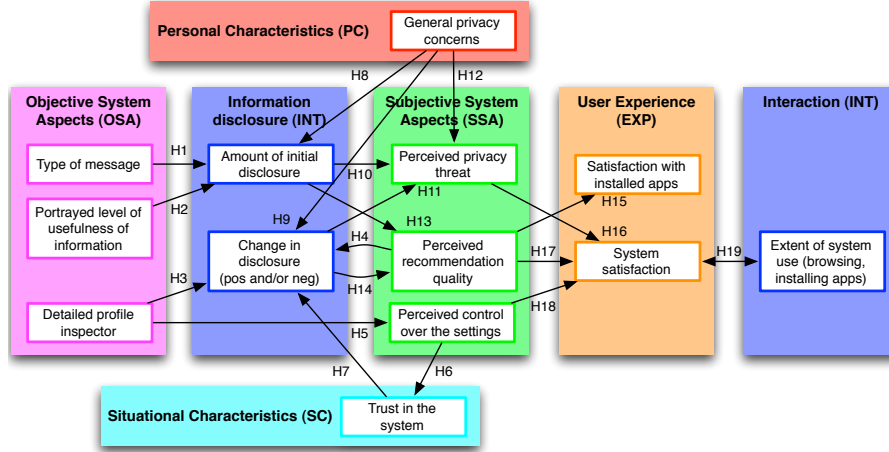 Personal Characteristics (PC)
General privacy
concerns
H8
H12
Objective System
Aspects (OSA)
Information
disclosure (INT)
Subjective System
Aspects (SSA)
User Experience
(EXP)
Interaction (INT)
Type of message
H1
Amount of initial
disclosure
H10
Perceived privacy
threat
Satisfaction with
installed apps
H11
H15
Portrayed level of
usefulness of
information
H2
H9
H13
H16
Change in
disclosure
(pos and/or neg)
H4
H14
Perceived
recommendation
quality
H17
System
satisfaction
H19
Extent of system
use (browsing,
installing apps)
H3
Detailed profile
inspector
H5
Perceived control
over the settings
H18
H7
H6
Situational Characteristics (SC)
Trust in the
system